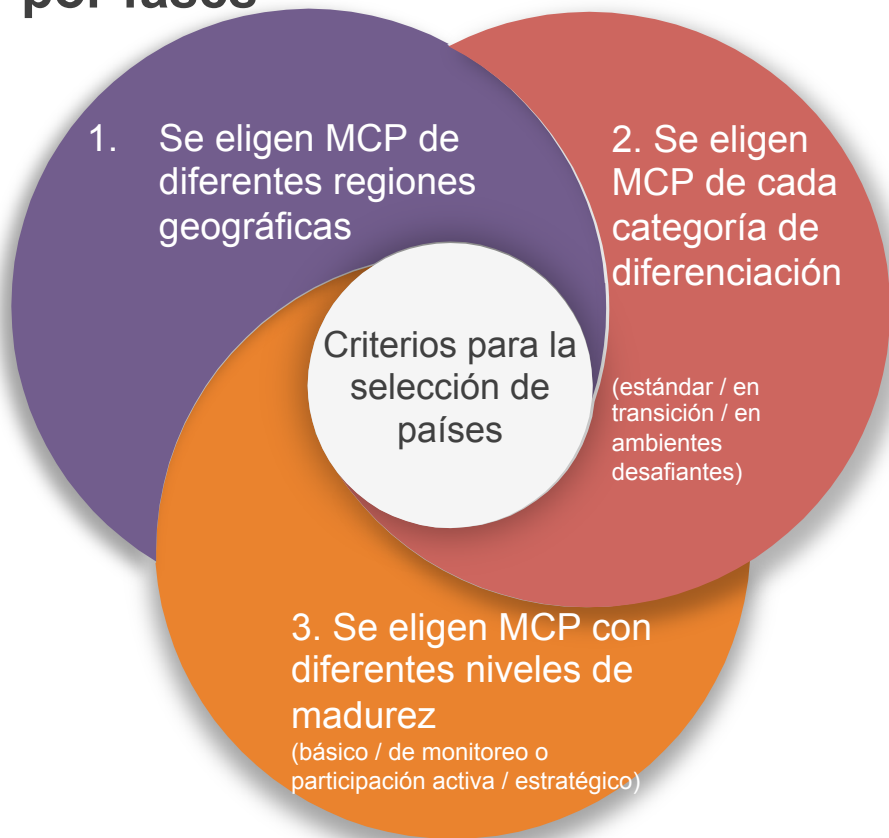 por fases
1. Se eligen MCP de
diferentes regiones
geográficas
2. Se eligen
MCP de cada
categoría de
diferenciación
(estándar / en
transición / en
ambientes
desafiantes)
Criterios para la
selección de
países
3. Se eligen MCP con
diferentes niveles de
madurez
(básico / de monitoreo o
participación activa / estratégico)